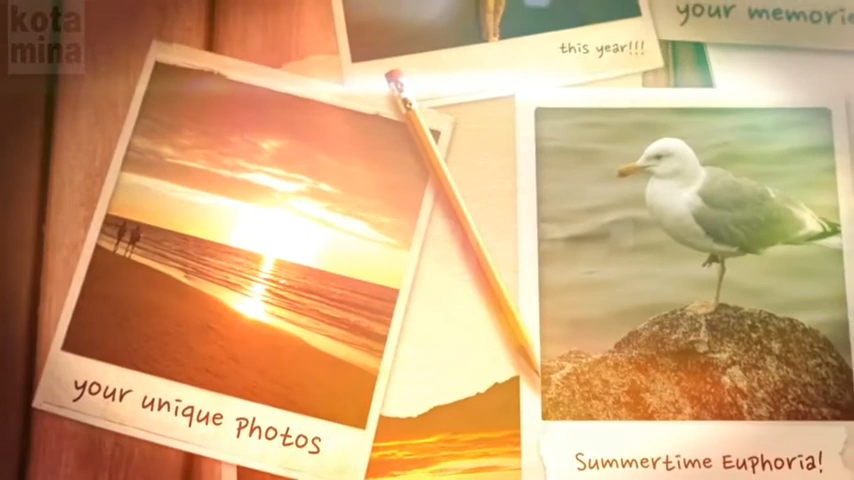 kota
mina
your memorie
this year!!!
your unique Photos
Summertime Euphoria!